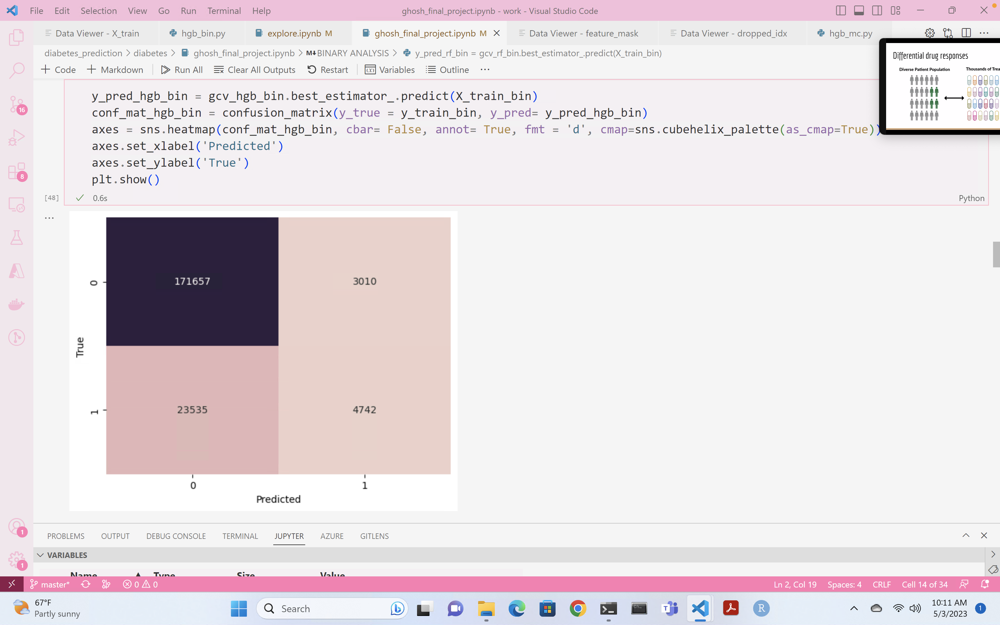 File Edit Selection View Go Run Terminal Help
ghosh_final_project.ipynb - work - Visual Studio Code
Data Viewer - X_train
hgb_bin.py
explore.ipynb M
ghosh_final_project.ipynb M
Data Viewer - feature_mask
Data Viewer - dropped_idx
hgb_mc.py
diabetes_prediction > diabetes > ghosh_final_project.ipynb > M↓BINARY ANALYSIS > y_pred_rf_bin = gcv_rf_bin.best_estimator_.predict(X_train_bin)
+ Code + Markdown Run All Clear All Outputs Restart Variables Outline ...
Differential drug responses
Diverse Patient Population
Thousands of Trea
y_pred_hgb_bin = gcv_hgb_bin.best_estimator_.predict(X_train_bin)
conf_mat_hgb_bin = confusion_matrix(y_true = y_train_bin, y_pred= y_pred_hgb_bin)
axes = sns.heatmap(conf_mat_hgb_bin, cbar= False, annot= True, fmt = 'd', cmap=sns.cubehelix_palette(as_cmap=True))
axes.set_xlabel('Predicted')
axes.set_ylabel('True')
plt.show()
[48] 0.6s
Python
16
8
0 171657 3010
True
1 23535 4742
0 1
Predicted
1
PROBLEMS OUTPUT DEBUG CONSOLE TERMINAL JUPYTER AZURE GITLENS
VARIABLES
1
Name Type Size Value
master* 0 0
Ln 2, Col 19 Spaces: 4 CRLF Cell 14 of 34
67°F
Partly sunny
Search
R
10:11 AM
5/3/2023
1